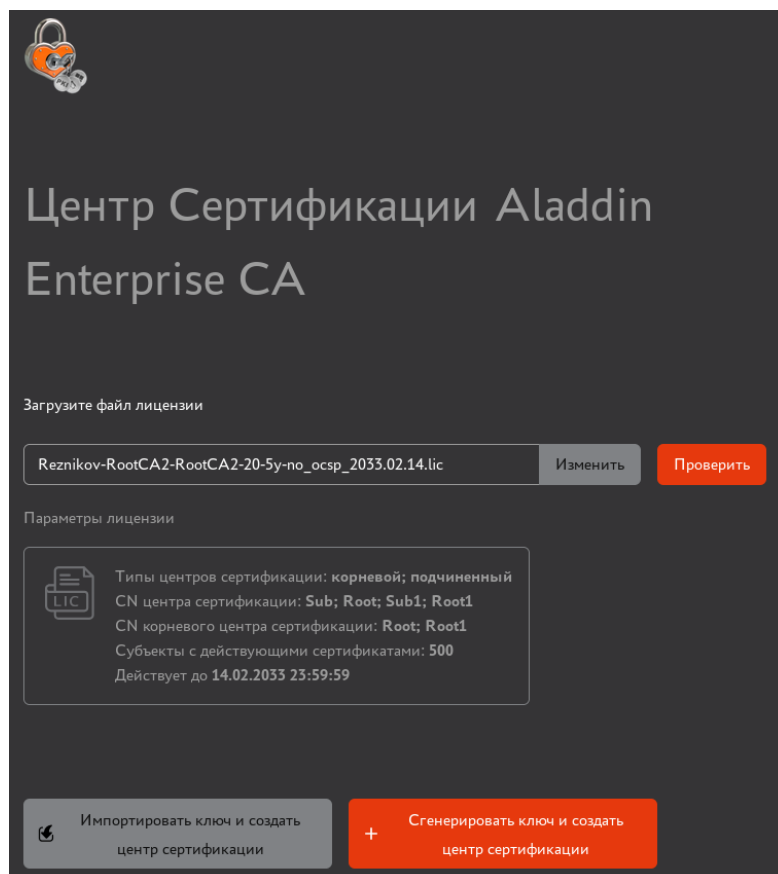 Центр Сертификации Aladdin
Enterprise CA
Загрузите файл лицензии
Reznikov-RootCA2-RootCA2-20-5y-no_ocsp_2033.02.14.lic
Изменить
Проверить
Параметры лицензии
LIC
Типы центров сертификации: корневой; подчиненный
CN центра сертификации: Sub; Root; Sub1; Root1
CN корневого центра сертификации: Root; Root1
Субъекты с действующими сертификатами: 500
Действует до 14.02.2033 23:59:59
Импортировать ключ и создать
центр сертификации
Сгенерировать ключ и создать
центр сертификации